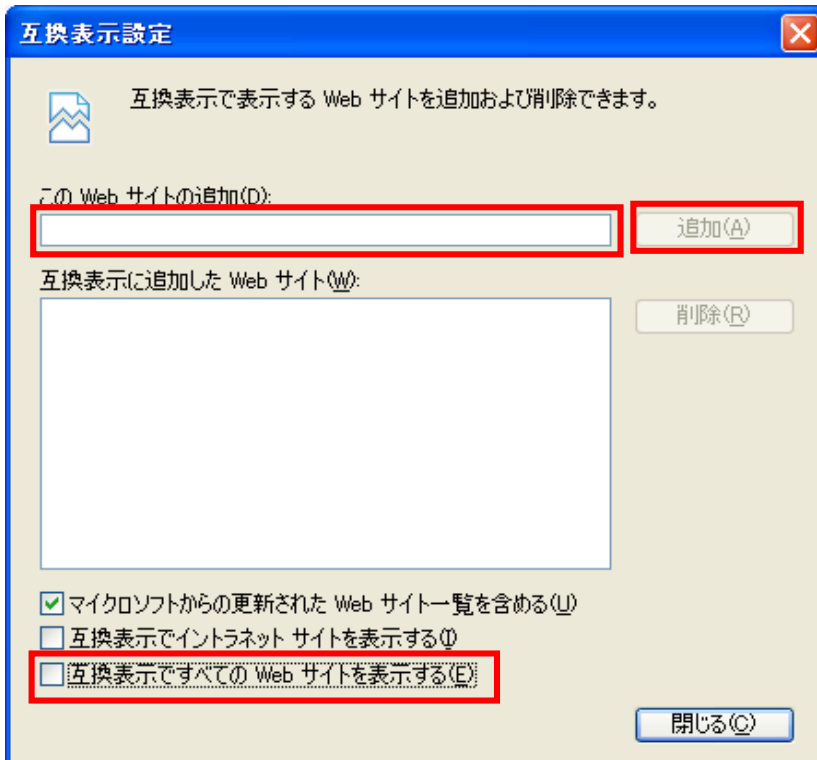 互換表示設定
互換表示で表示する Web サイトを追加および削除できます。
この Web サイトの追加(D):
追加(A)
互換表示に追加した Web サイト(W):
削除(R)
マイクロソフトからの更新された Web サイト一覧を含める(U)
互換表示でイントラネット サイトを表示する(I)
互換表示ですべての Web サイトを表示する(E)
閉じる(C)